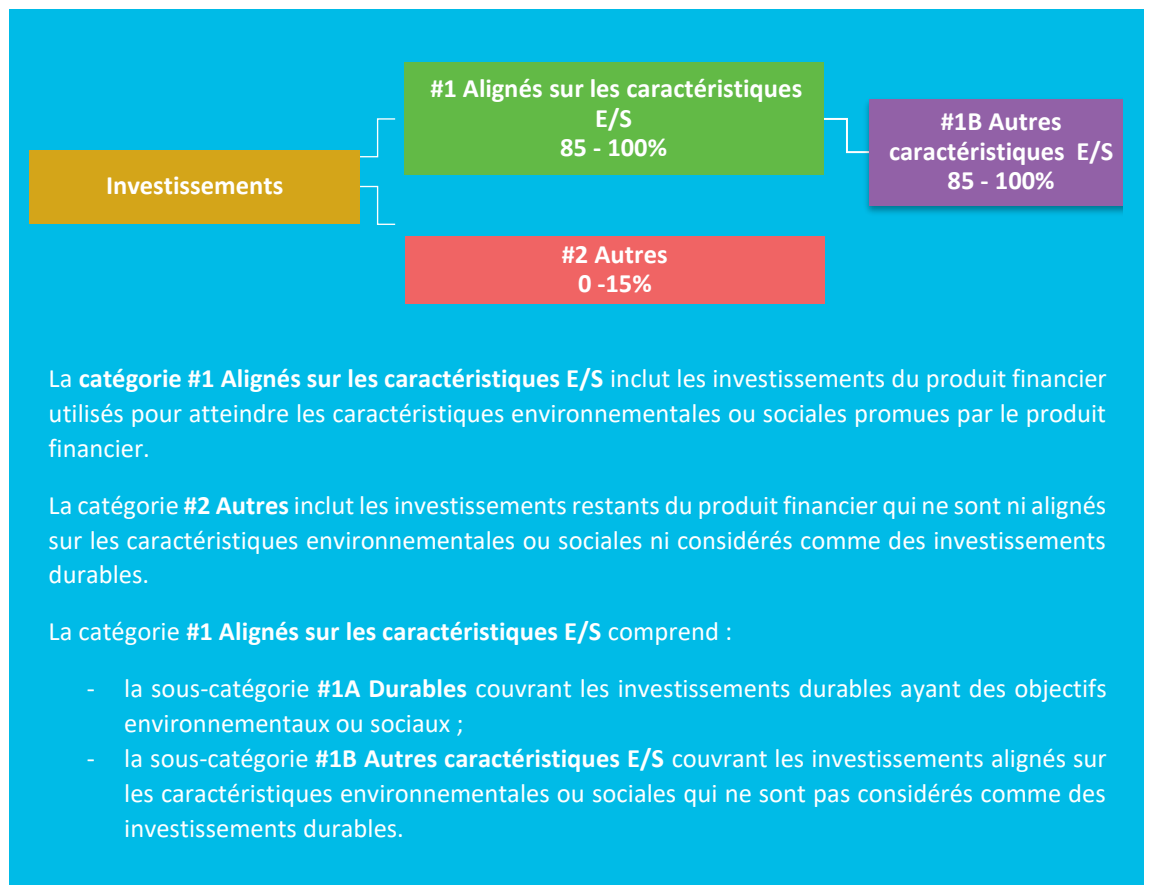 #1 Alignés sur les caractéristiques
E/S
85 - 100%
#1B Autres
caractéristiques E/S
85 - 100%
Investissements
#2 Autres
0 -15%
La catégorie #1 Alignés sur les caractéristiques E/S inclut les investissements du produit financier
utilisés pour atteindre les caractéristiques environnementales ou sociales promues par le produit
financier.
La catégorie #2 Autres inclut les investissements restants du produit financier qui ne sont ni alignés
sur les caractéristiques environnementales ou sociales ni considérés comme des investissements
durables.
La catégorie #1 Alignés sur les caractéristiques E/S comprend :
- la sous-catégorie #1A Durables couvrant les investissements durables ayant des objectifs
environnementaux ou sociaux ;
- la sous-catégorie #1B Autres caractéristiques E/S couvrant les investissements alignés sur
les caractéristiques environnementales ou sociales qui ne sont pas considérés comme des
investissements durables.